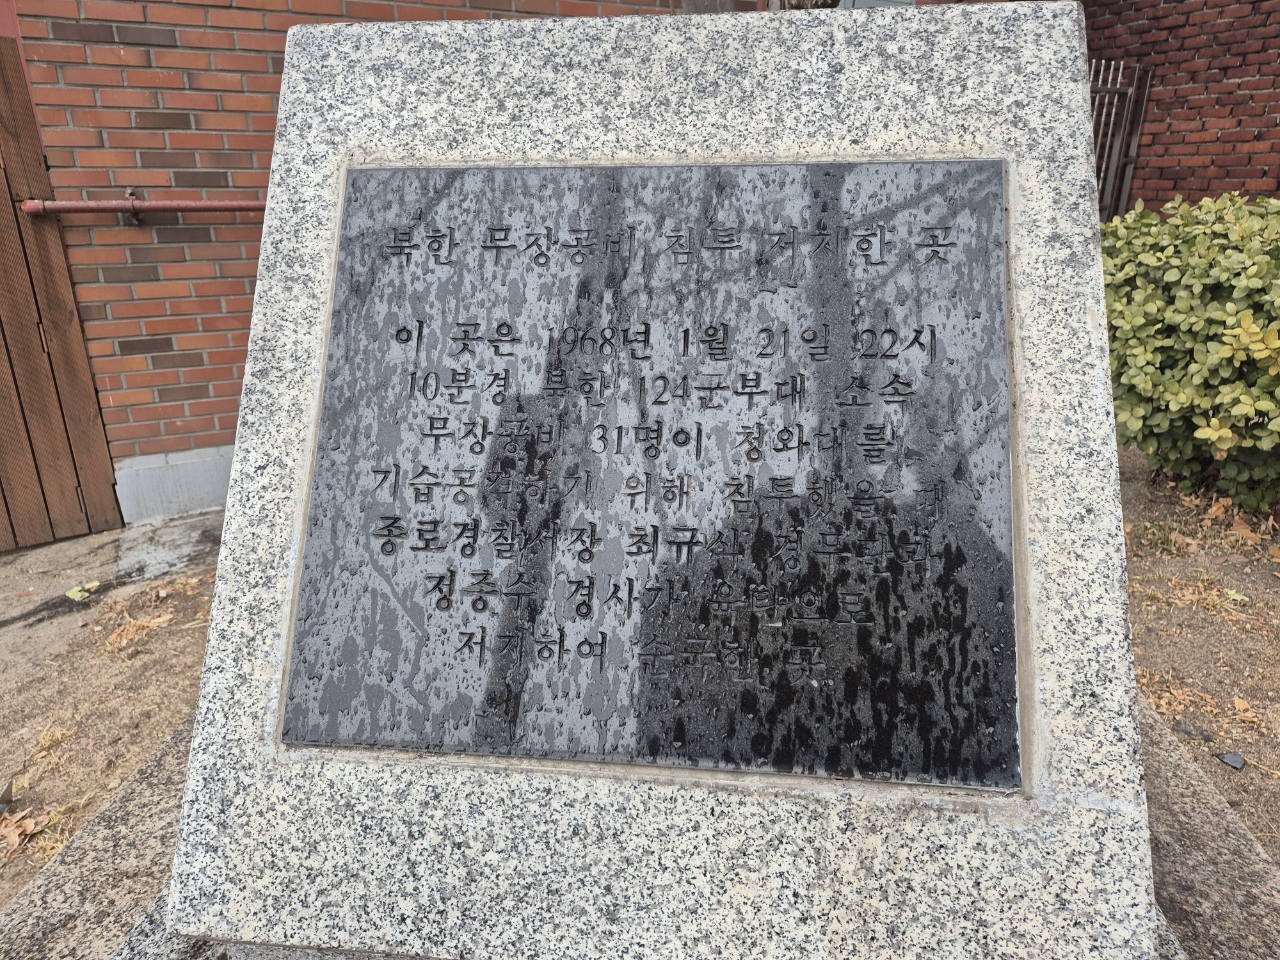 북한 무장공비 침투 저지한 곳
이 곳은 1968년 1월 21일 22시
10분경 북한 124군부대 소속
무장공비 31명이 청와대를
기습공격하기 위해 침투했을 때
종로경찰서장 최규식 경무관과
정종수 경사가 육탄으로
저지하여 순국한 곳